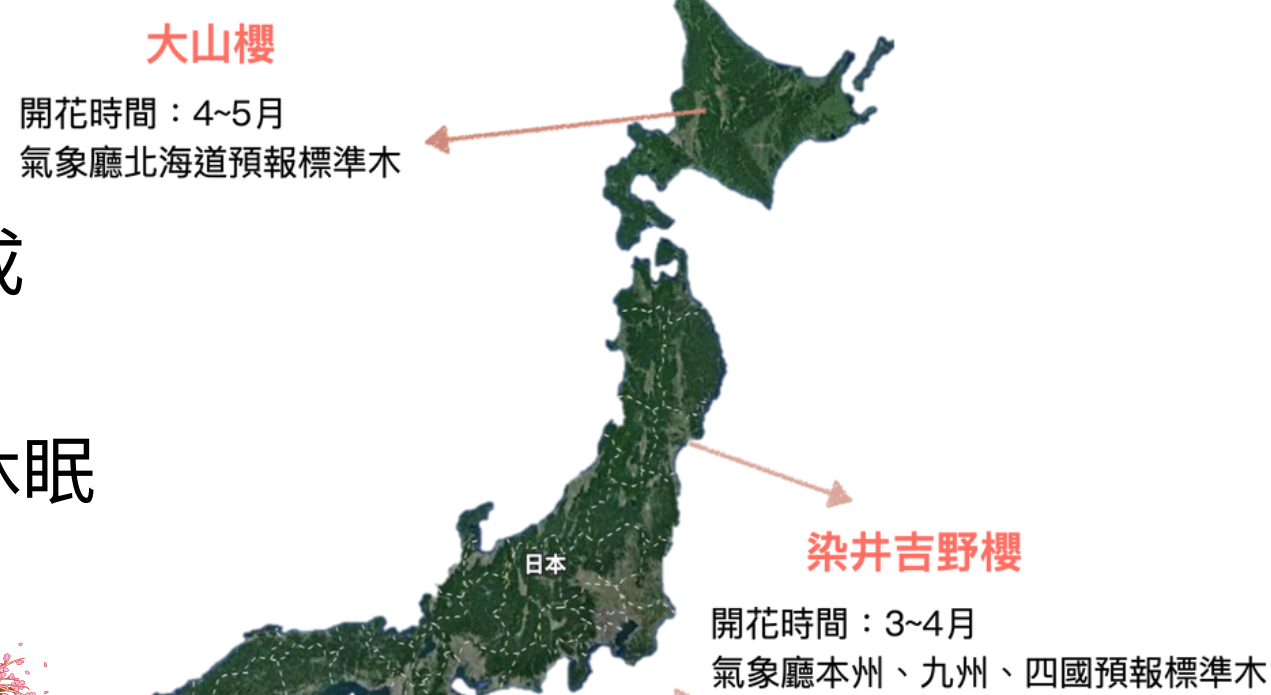 大山櫻
開花時間：4~5月
氣象廳北海道預報標準木
眠
日本
染井吉野櫻
開花時間：3~4月
氣象廳本州、九州、四國預報標準木